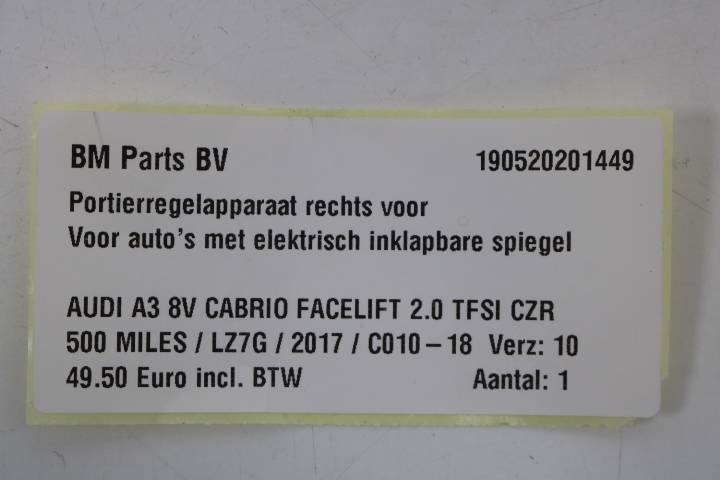 BM Parts BV 190520201449
Portierregelapparaat rechts voor
Voor auto's met elektrisch inklapbare spiegel
AUDI A3 8V CABRIO FACELIFT 2.0 TFSI CZR
500 MILES / LZ7G / 2017 / C010-18 Verz: 10
49.50 Euro incl. BTW Aantal: 1